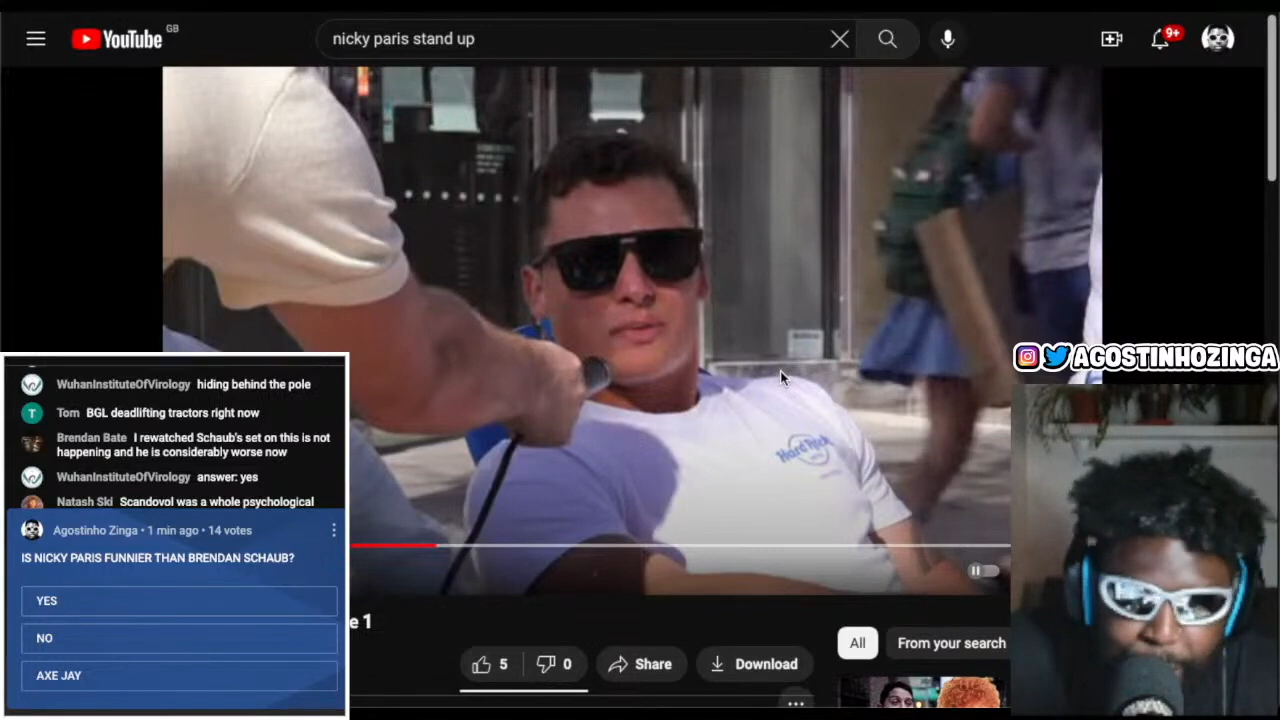 YouTube GB
nicky paris stand up
9+
Hard Rock
AGOSTINHOZINGA
WuhanInstituteOfVirology hiding behind the pole
T Tom BGL deadlifting tractors right now
Brendan Bate I rewatched Schaub's set on this is not
happening and he is considerably worse now
WuhanInstituteOfVirology answer: yes
Natash Ski Scandovol was a whole psychological
Agostinho Zinga • 1 min ago • 14 votes
IS NICKY PARIS FUNNIER THAN BRENDAN SCHAUB?
YES
NO
AXE JAY
e 1
5 0 Share Download
All From your search